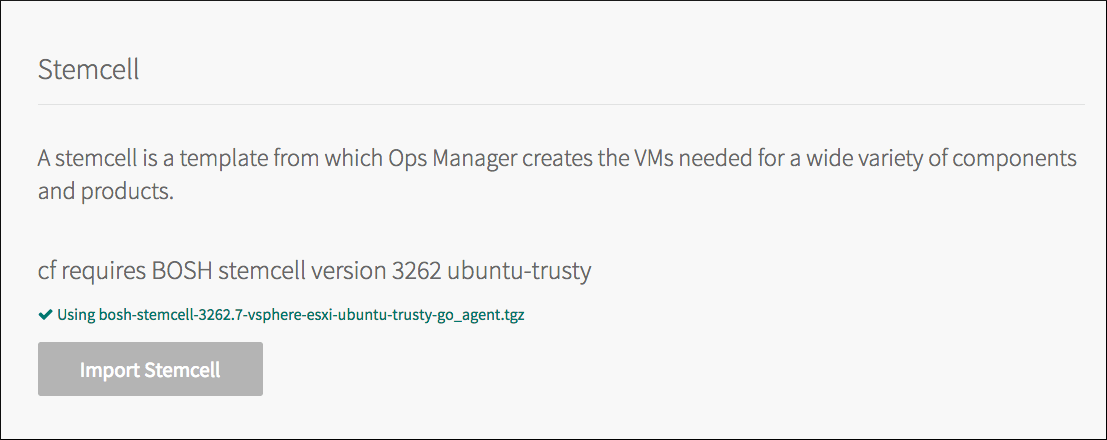 Stemcell
A stemcell is a template from which Ops Manager creates the VMs needed for a wide variety of components
and products.
cf requires BOSH stemcell version 3262 ubuntu-trusty
Using bosh-stemcell-3262.7-vsphere-esxi-ubuntu-trusty-go_agent.tgz
Import Stemcell